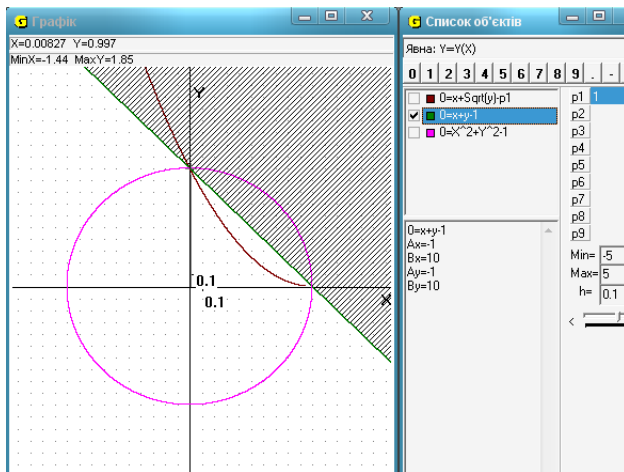 Графік
X=0.00827 Y=0.997
MinX=-1.44 MaxY=1.85
Y
0.1
0.1
X
Список об'єктів
Явна: Y=Y(X)
0 1 2 3 4 5 6 7 8 9 . -
0=x+Sqrt(y)-p1
0=x+y-1
0=X^2+Y^2-1
p1 1
p2
p3
p4
p5
p6
p7
p8
p9
Min= -5
Max= 5
h= 0.1
<
0=x+y-1
Ax=-1
Bx=10
Ay=-1
By=10